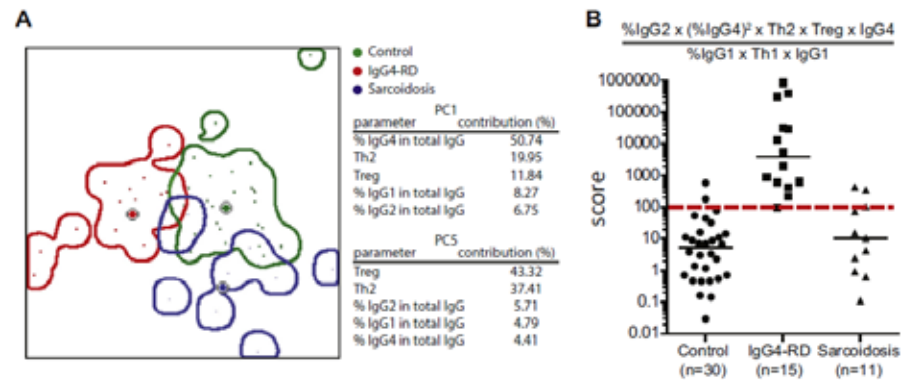 A
Control
IgG4-RD
Sarcoidosis
PC1
parameter contribution (%)
% IgG4 in total IgG 50.74
Th2 19.95
Treg 11.84
% IgG1 in total IgG 8.27
% IgG2 in total IgG 6.75
PC5
parameter contribution (%)
Treg 43.32
Th2 37.41
% IgG2 in total IgG 5.71
% IgG1 in total IgG 4.79
% IgG4 in total IgG 4.41
B
%IgG2 x (%IgG4)² x Th2 x Treg x IgG4
%IgG1 x Th1 x IgG1
score
1000000
100000
10000
1000
100
10
1
0.1
0.01
Control IgG4-RD Sarcoidosis
(n=30) (n=15) (n=11)